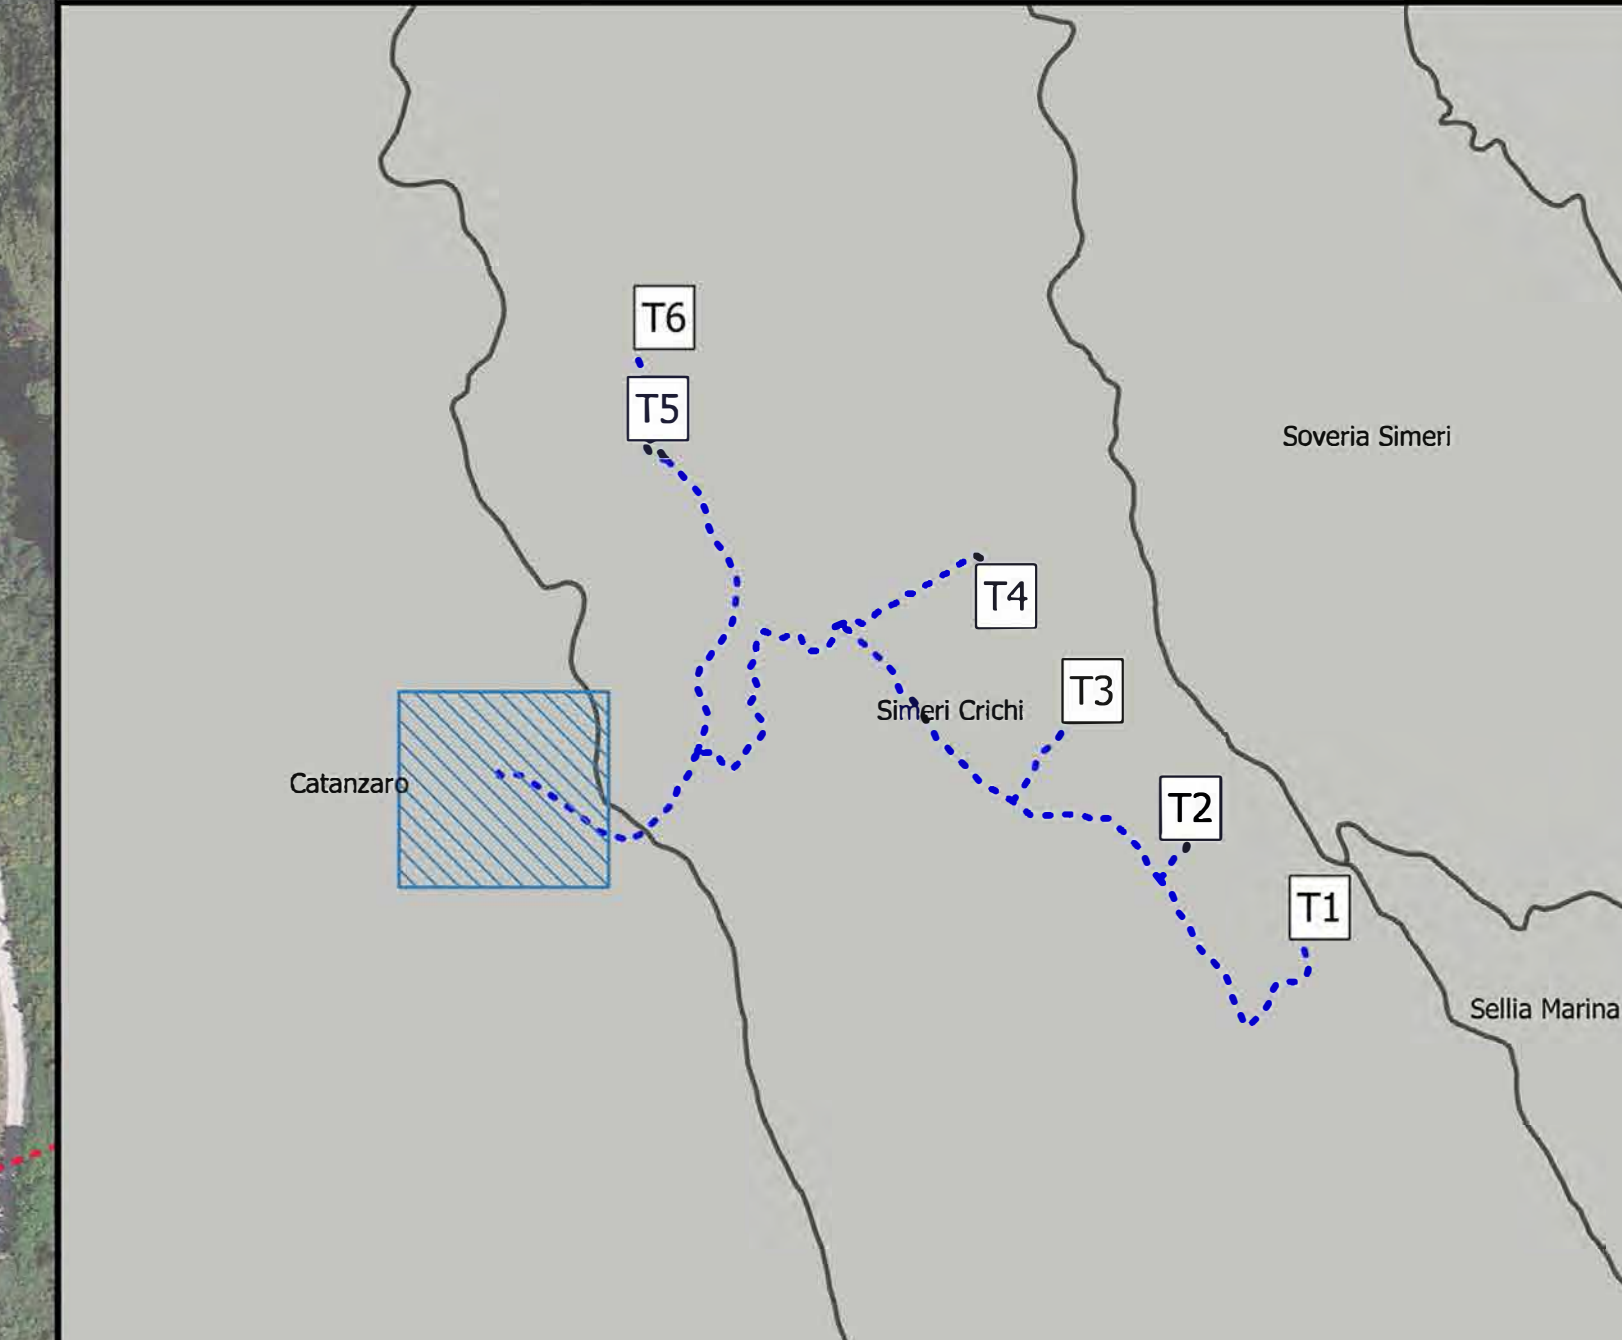 T6
T5
Soveria Simeri
T4
T3
Simeri Crichi
Catanzaro
T2
T1
Sellia Marina